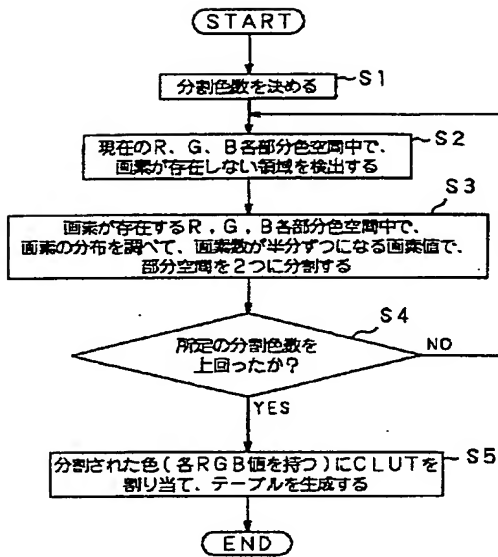 START
分割色数を決める
S1
現在のR、G、B各部分色空間中で、
画素が存在しない領域を検出する
S2
画素が存在するR,G,B各部分色空間中で、
画素の分布を調べて、画素数が半分ずつになる画素値で、
部分空間を2つに分割する
S3
所定の分割色数を
上回ったか?
S4
NO
YES
分割された色(各RGB値を持つ)にCLUTを
割り当て、テーブルを生成する
S5
END